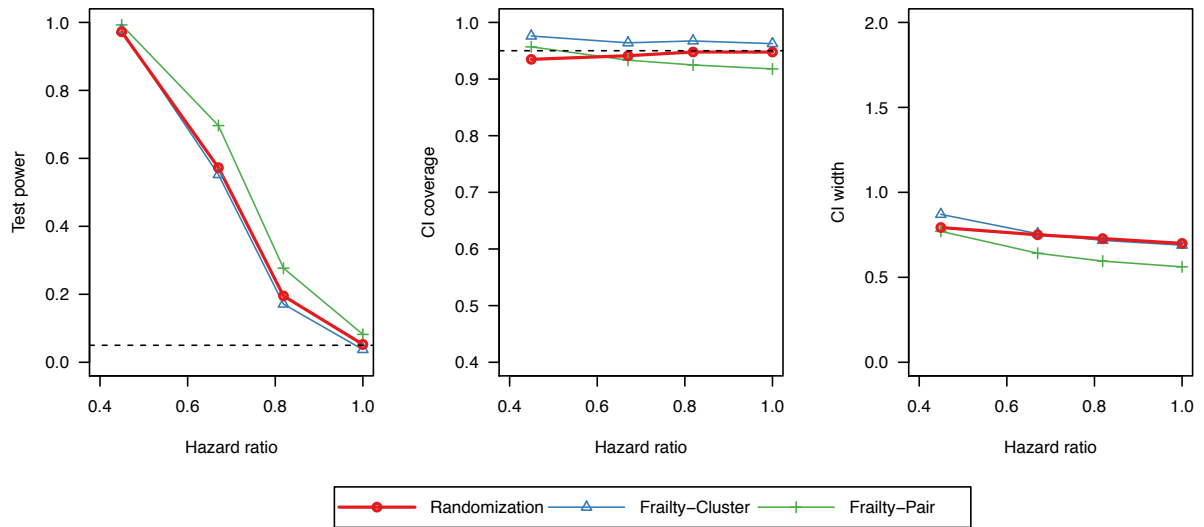 Test power
1.0
0.8
0.6
0.4
0.2
0.0
0.4 0.6 0.8 1.0
Hazard ratio
CI coverage
1.0
0.9
0.8
0.7
0.6
0.5
0.4
0.4 0.6 0.8 1.0
Hazard ratio
CI width
2.0
1.5
1.0
0.5
0.0
0.4 0.6 0.8 1.0
Hazard ratio
Randomization Frailty−Cluster Frailty−Pair